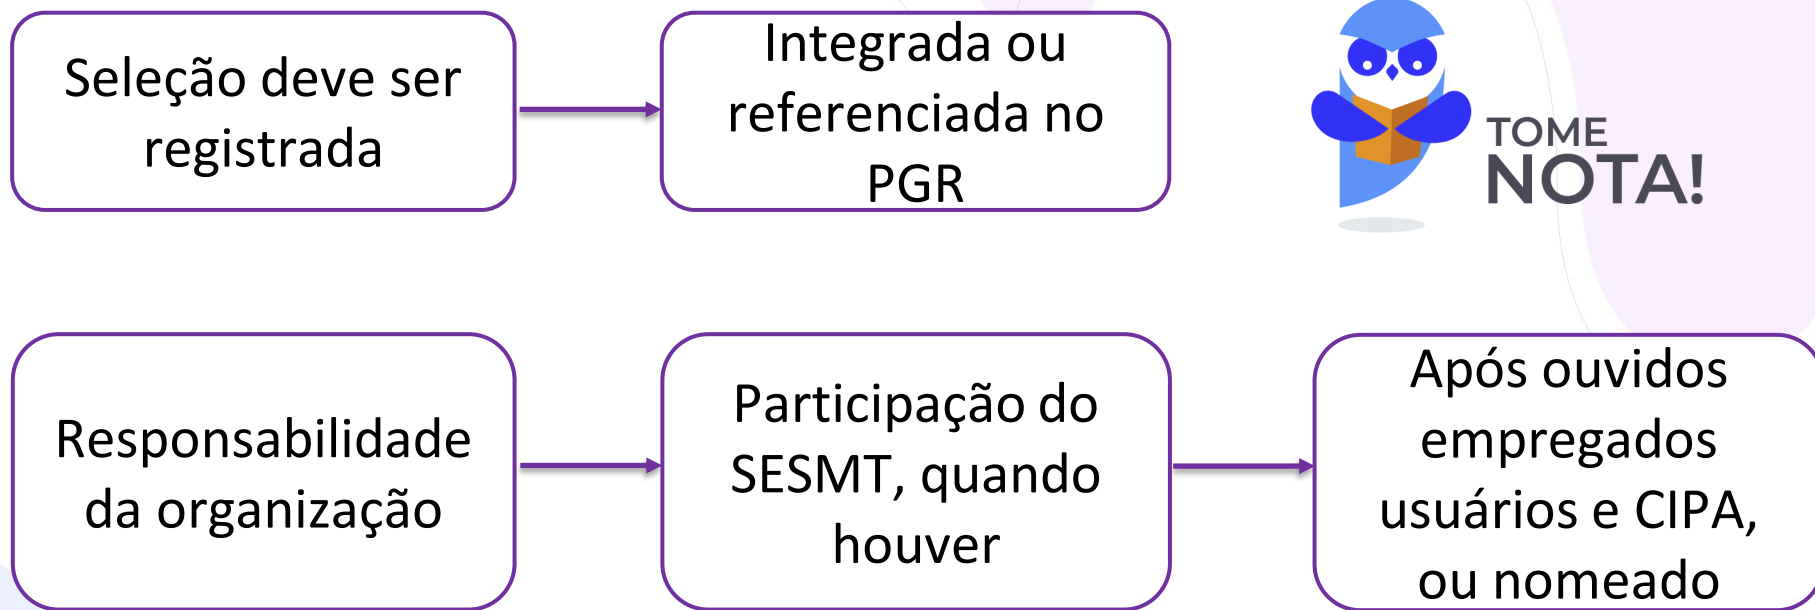 Seleção deve ser
registrada
Integrada ou
referenciada no
PGR
TOME
NOTA!
Responsabilidade
da organização
Participação do
SESMT, quando
houver
Após ouvidos
empregados
usuários e CIPA,
ou nomeado